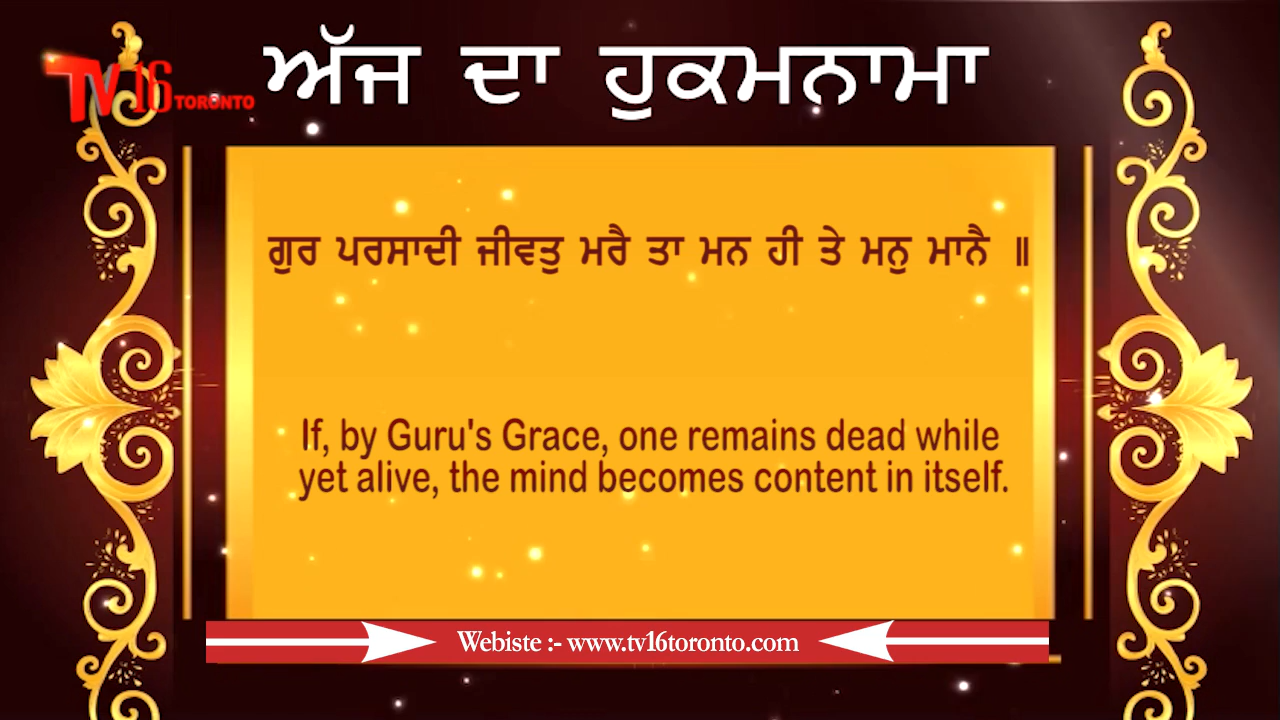 TV16 TORONTO
ਅੱਜ ਦਾ ਹੁਕਮਨਾਮਾ
ਗੁਰ ਪਰਸਾਦੀ ਜੀਵਤੁ ਮਰੈ ਤਾ ਮਨ ਹੀ ਤੇ ਮਨੁ ਮਾਨੈ ॥
If, by Guru's Grace, one remains dead while
yet alive, the mind becomes content in itself.
Webiste :- www.tv16toronto.com